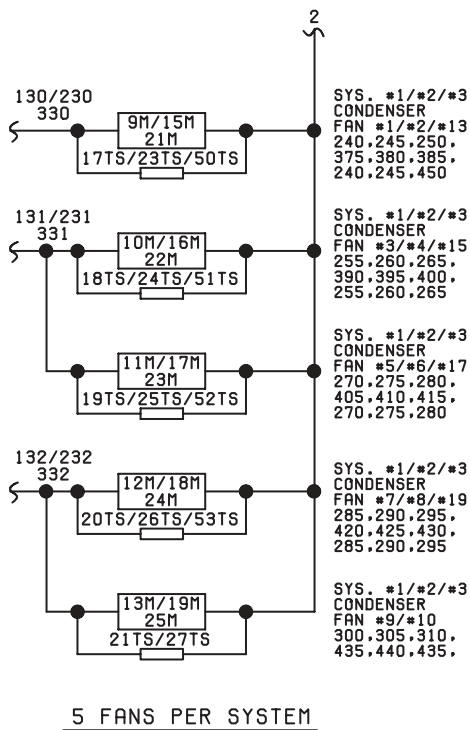 2
130/230
330
9M/15M
21M
17TS/23TS/50TS
SYS. #1/#2/#3
CONDENSER
FAN #1/#2/#13
240,245,250,
375,380,385,
240,245,450
131/231
331
10M/16M
22M
18TS/24TS/51TS
SYS. #1/#2/#3
CONDENSER
FAN #3/#4/#15
255,260,265,
390,395,400,
255,260,265
11M/17M
23M
19TS/25TS/52TS
SYS. #1/#2/#3
CONDENSER
FAN #5/#6/#17
270,275,280,
405,410,415,
270,275,280
132/232
332
12M/18M
24M
20TS/26TS/53TS
SYS. #1/#2/#3
CONDENSER
FAN #7/#8/#19
285,290,295,
420,425,430,
285,290,295
13M/19M
25M
21TS/27TS
SYS. #1/#2/#3
CONDENSER
FAN #9/#10
300,305,310,
435,440,435,
5 FANS PER SYSTEM